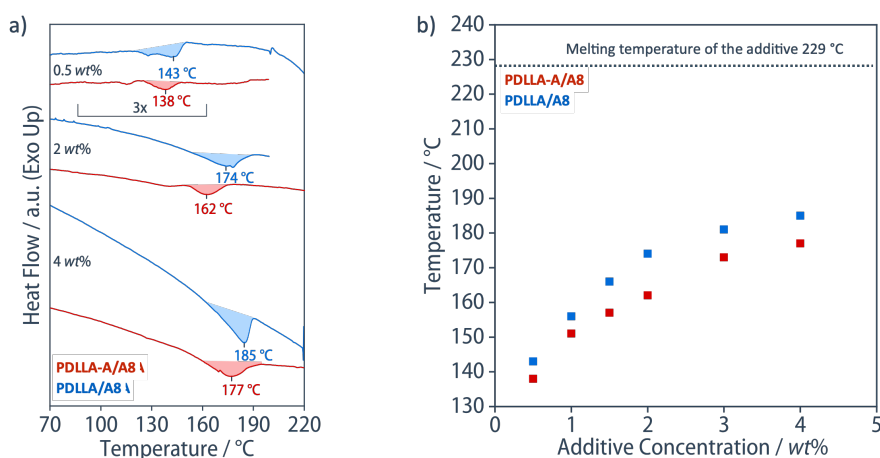 a)
Heat Flow / a.u. (Exo Up)
0.5 wt%
143 °C
138 °C
3x
2 wt%
174 °C
162 °C
4 wt%
185 °C
177 °C
PDLLA-A/A8
PDLLA/A8
70 100 130 160 190 220
Temperature / °C
b)
Temperature / °C
240
230
220
210
200
190
180
170
160
150
140
130
Melting temperature of the additive 229 °C
PDLLA-A/A8
PDLLA/A8
0 1 2 3 4 5
Additive Concentration / wt%